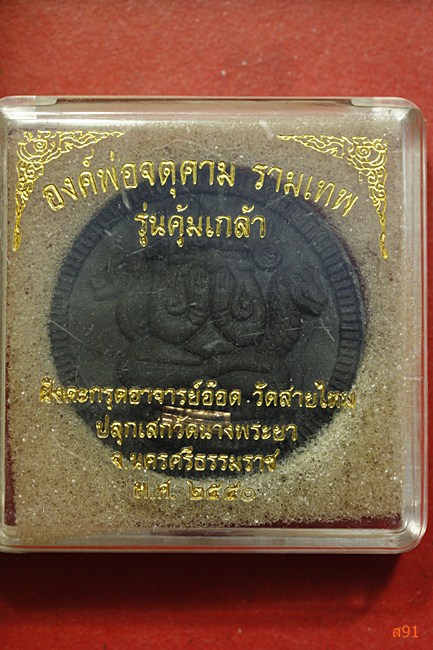 องค์พ่อจตุคาม รามเทพ
รุ่นคุ้มเกล้า
ฝังตะกรุดอาจารย์อ๊อด วัดสายไหม
ปลุกเสกวัดนางพระยา
จ.นครศรีธรรมราช
พ.ศ. ๒๕๕๐
ส91